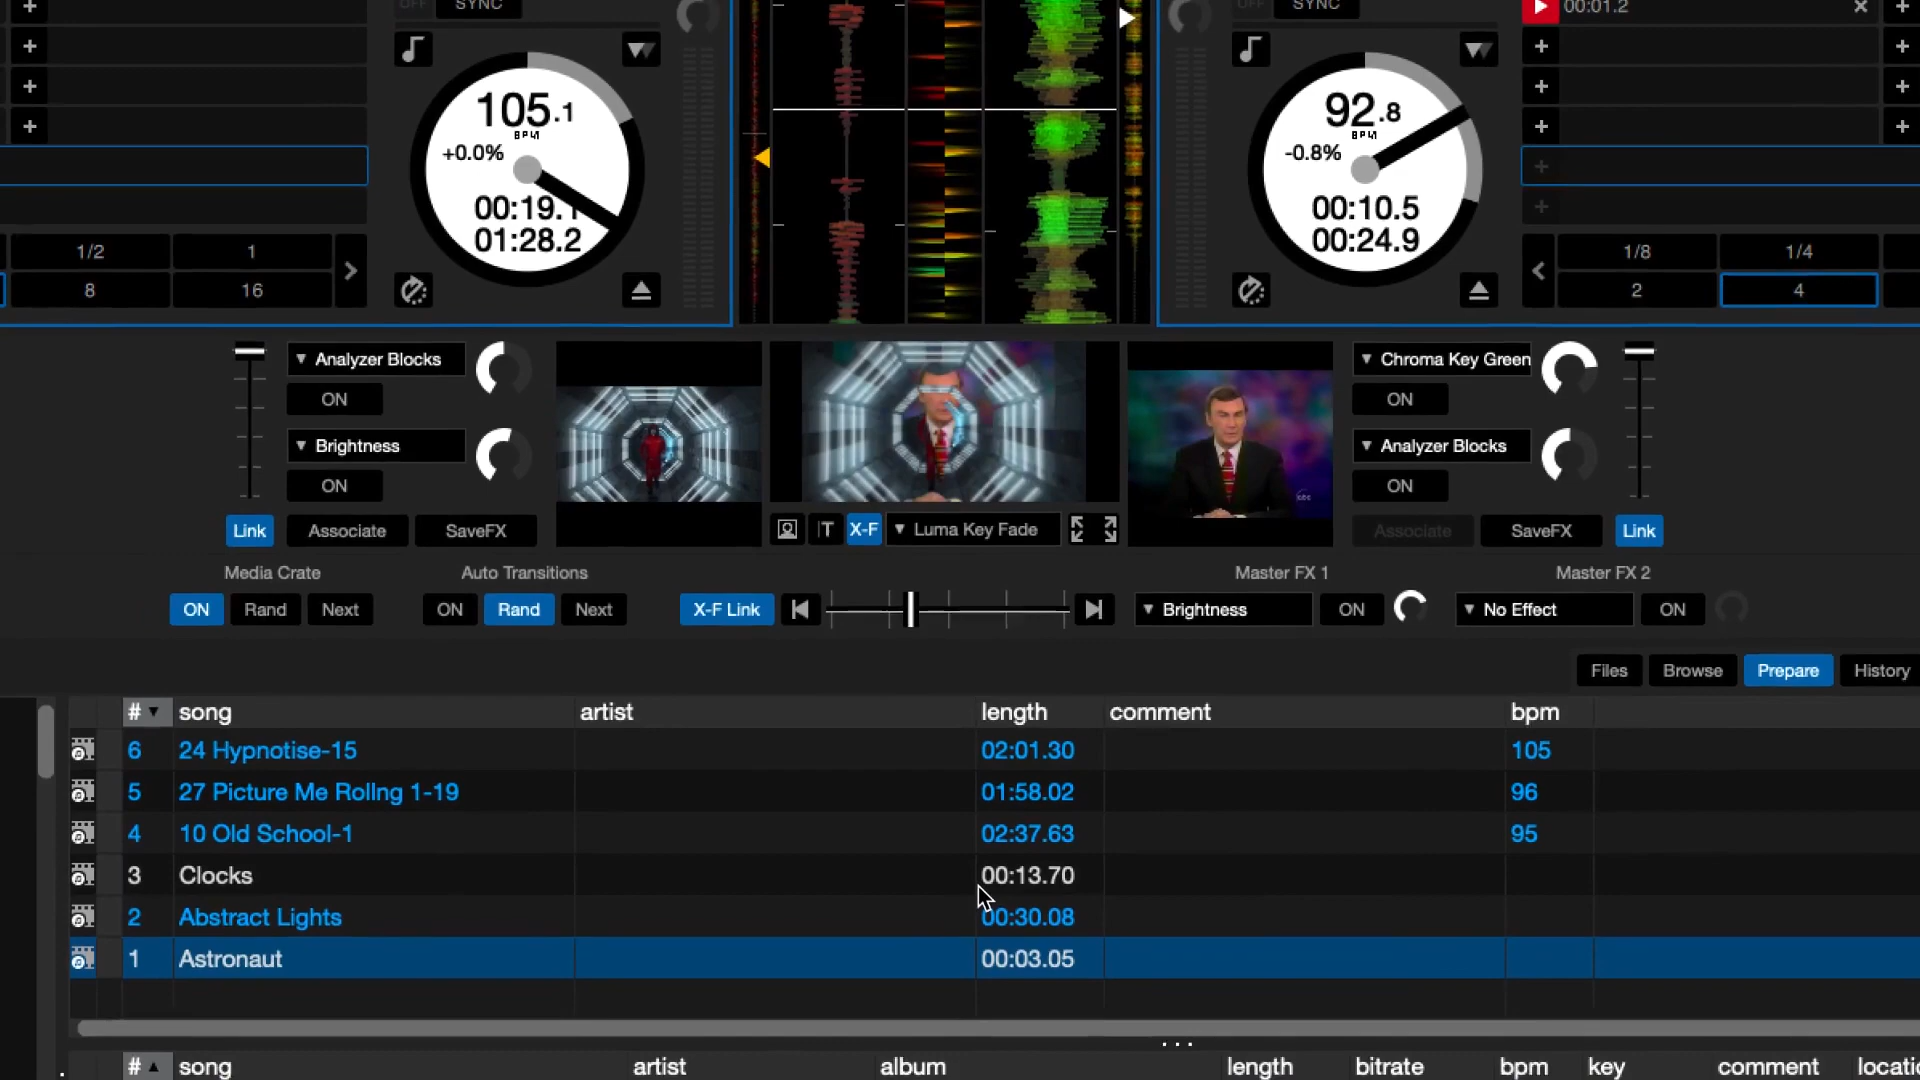 OFF SYNC
OFF SYNC
00:01.2
105.1
BPM
+0.0%
00:19.1
01:28.2
92.8
BPM
-0.8%
00:10.5
00:24.9
1/2 1
8 16
1/8 1/4
2 4
Analyzer Blocks
ON
Brightness
ON
Link Associate SaveFX
T X-F Luma Key Fade
abc
Chroma Key Green
ON
Analyzer Blocks
ON
Associate SaveFX Link
Media Crate Auto Transitions Master FX 1 Master FX 2
ON Rand Next ON Rand Next X-F Link Brightness ON No Effect ON
Files Browse Prepare History
# song artist length comment bpm
6 24 Hypnotise-15 02:01.30 105
5 27 Picture Me Rollng 1-19 01:58.02 96
4 10 Old School-1 02:37.63 95
3 Clocks 00:13.70
2 Abstract Lights 00:30.08
1 Astronaut 00:03.05
# song artist album length bitrate bpm key comment locatio